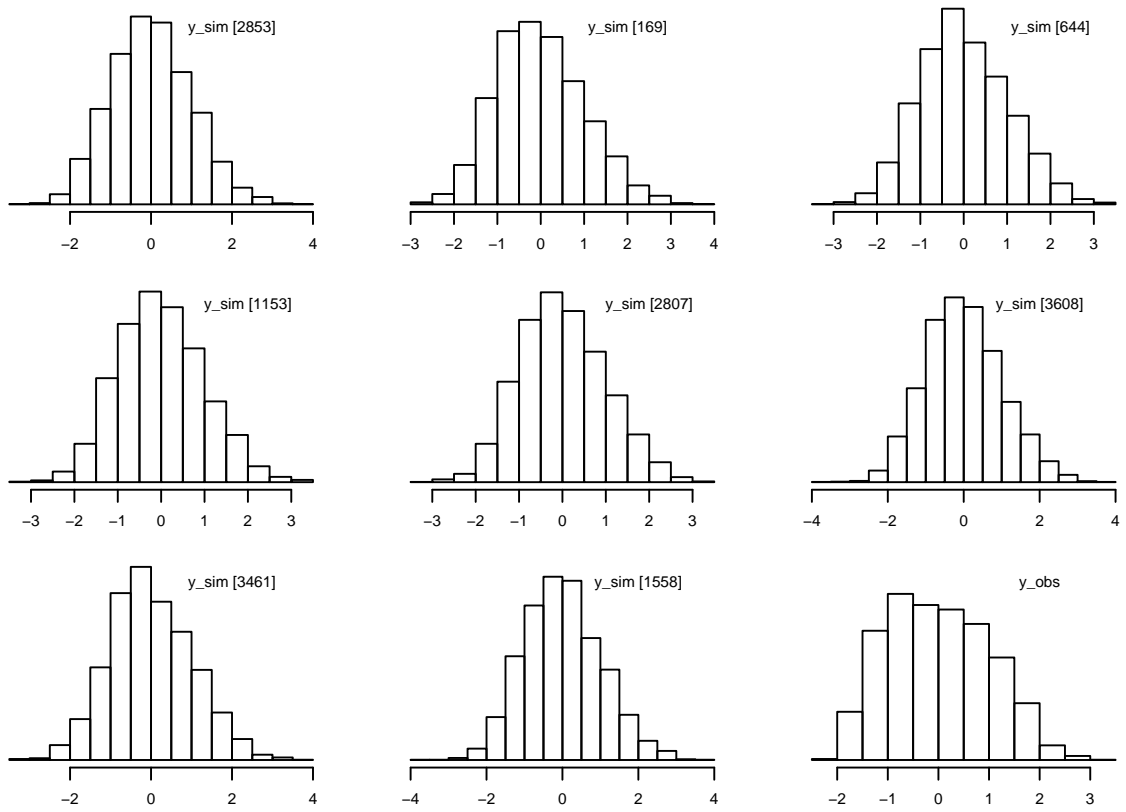 y_sim [2853]
−2 0 2 4
y_sim [169]
−3 −2 −1 0 1 2 3 4
y_sim [644]
−3 −2 −1 0 1 2 3
y_sim [1153]
−3 −2 −1 0 1 2 3
y_sim [2807]
−3 −2 −1 0 1 2 3
y_sim [3608]
−4 −2 0 2 4
y_sim [3461]
−2 0 2 4
y_sim [1558]
−4 −2 0 2 4
y_obs
−2 −1 0 1 2 3